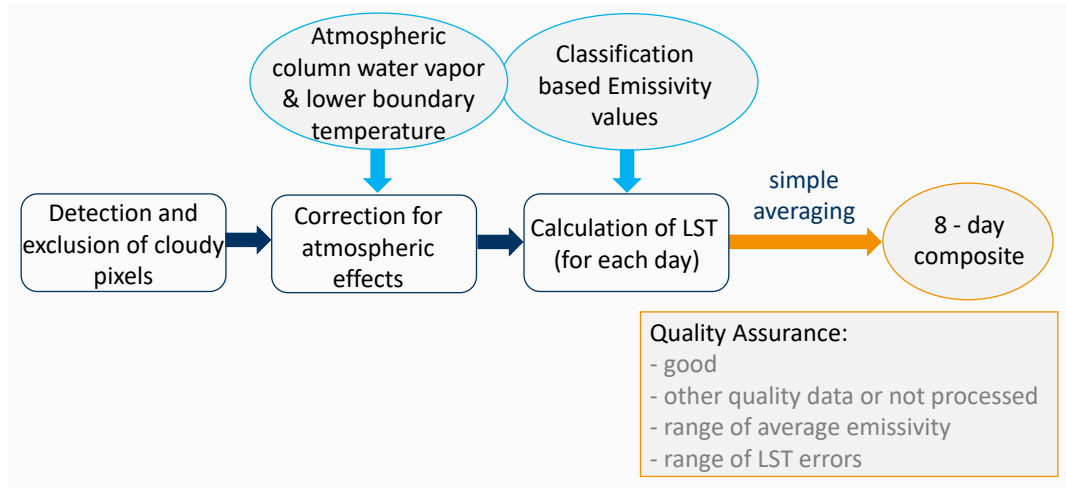 Atmospheric
column water vapor
& lower boundary
temperature
Classification
based Emissivity
values
Detection and
exclusion of cloudy
pixels
Correction for
atmospheric
effects
Calculation of LST
(for each day)
simple
averaging
8 - day
composite
Quality Assurance:
- good
- other quality data or not processed
- range of average emissivity
- range of LST errors